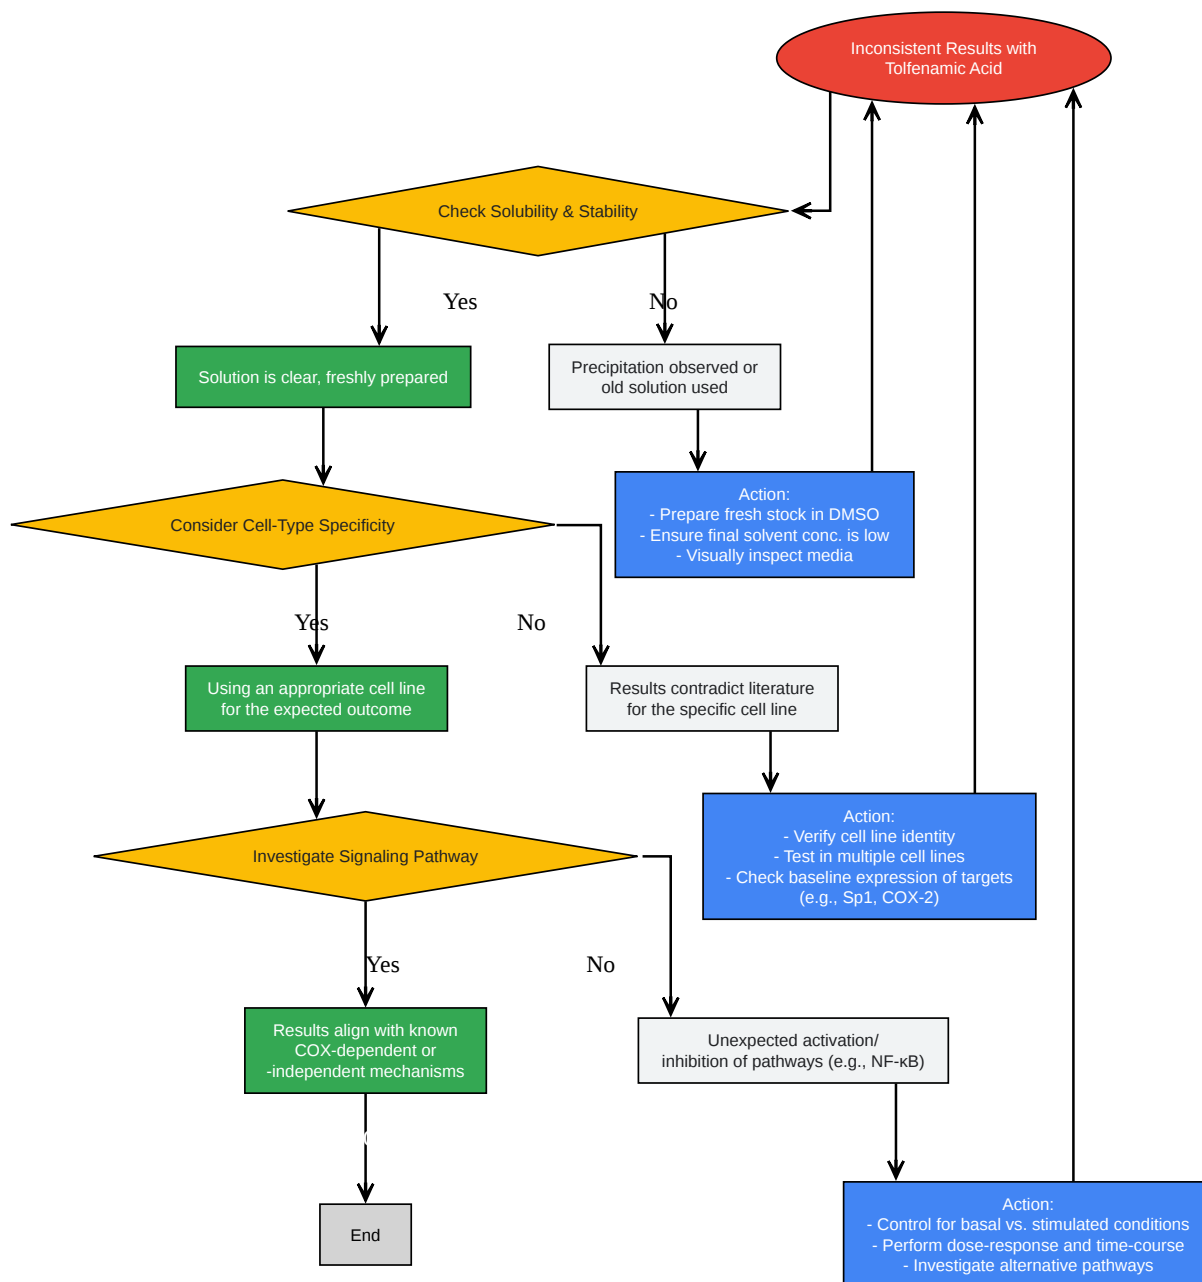 Inconsistent Results with
Tolfenamic Acid
Check Solubility & Stability
Yes
No
Solution is clear, freshly prepared
Precipitation observed or
old solution used
Action:
- Prepare fresh stock in DMSO
- Ensure final solvent conc. is low
- Visually inspect media
Consider Cell-Type Specificity
Yes
No
Using an appropriate cell line
for the expected outcome
Results contradict literature
for the specific cell line
Action:
- Verify cell line identity
- Test in multiple cell lines
- Check baseline expression of targets
(e.g., Sp1, COX-2)
Investigate Signaling Pathway
Yes
No
Results align with known
COX-dependent or
-independent mechanisms
Unexpected activation/
inhibition of pathways (e.g., NF-κB)
Action:
- Control for basal vs. stimulated conditions
- Perform dose-response and time-course
- Investigate alternative pathways
End